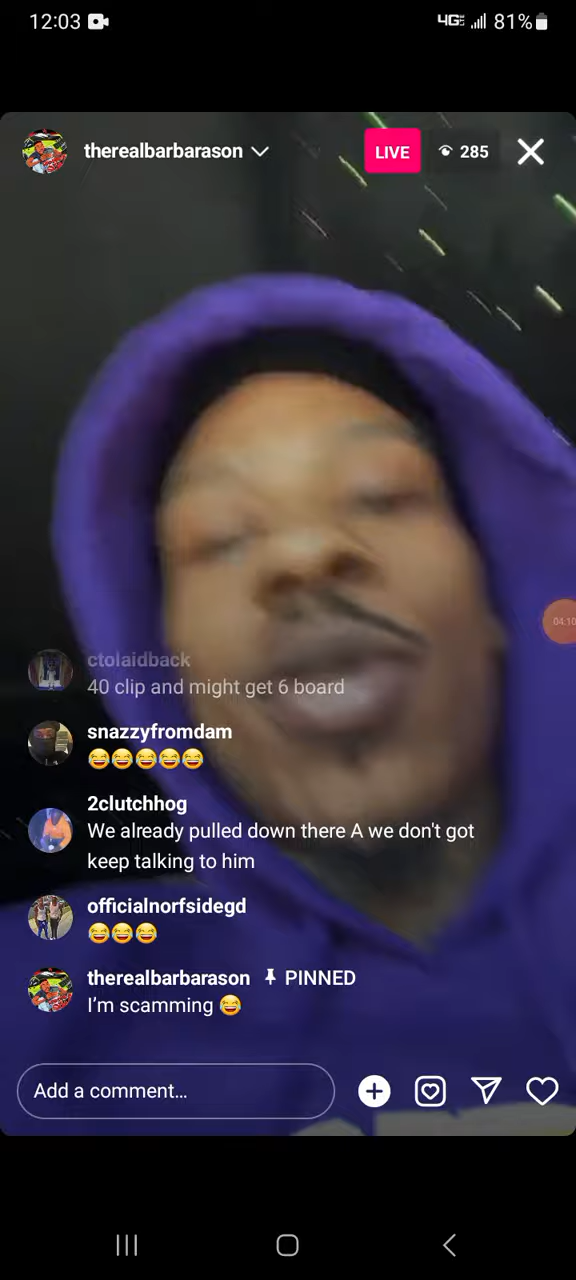 12:03 4G 81%
therealbarbarason LIVE 285
04:10
ctolaidback
40 clip and might get 6 board
snazzyfromdam
😂😂😂😂😂
2clutchhog
We already pulled down there A we don't got
keep talking to him
officialnorfsidegd
😂😂😂
therealbarbarason PINNED
I’m scamming 😂
Add a comment…